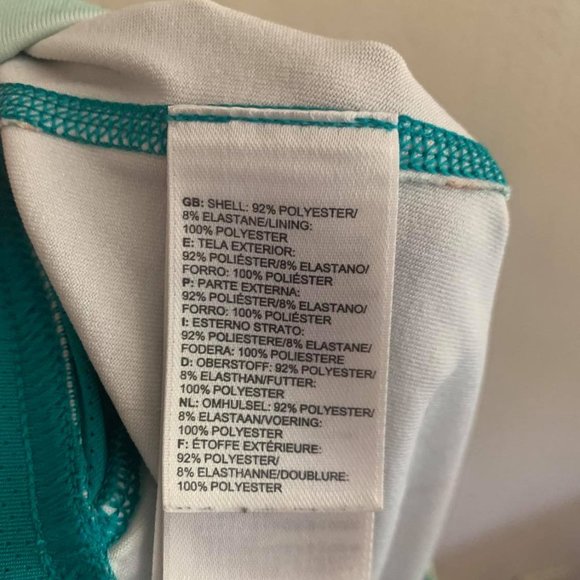 GB: SHELL: 92% POLYESTER/
8% ELASTANE/LINING:
100% POLYESTER
E: TELA EXTERIOR:
92% POLIÉSTER/8% ELASTANO/
FORRO: 100% POLIÉSTER
P: PARTE EXTERNA:
92% POLIÉSTER/8% ELASTANO/
FORRO: 100% POLIÉSTER
I: ESTERNO STRATO:
92% POLIESTERE/8% ELASTANE/
FODERA: 100% POLIESTERE
D: OBERSTOFF: 92% POLYESTER/
8% ELASTHAN/FUTTER:
100% POLYESTER
NL: OMHULSEL: 92% POLYESTER/
8% ELASTAAN/VOERING:
100% POLYESTER
F: ÉTOFFE EXTÉRIEURE:
92% POLYESTER/
8% ELASTHANNE/DOUBLURE:
100% POLYESTER